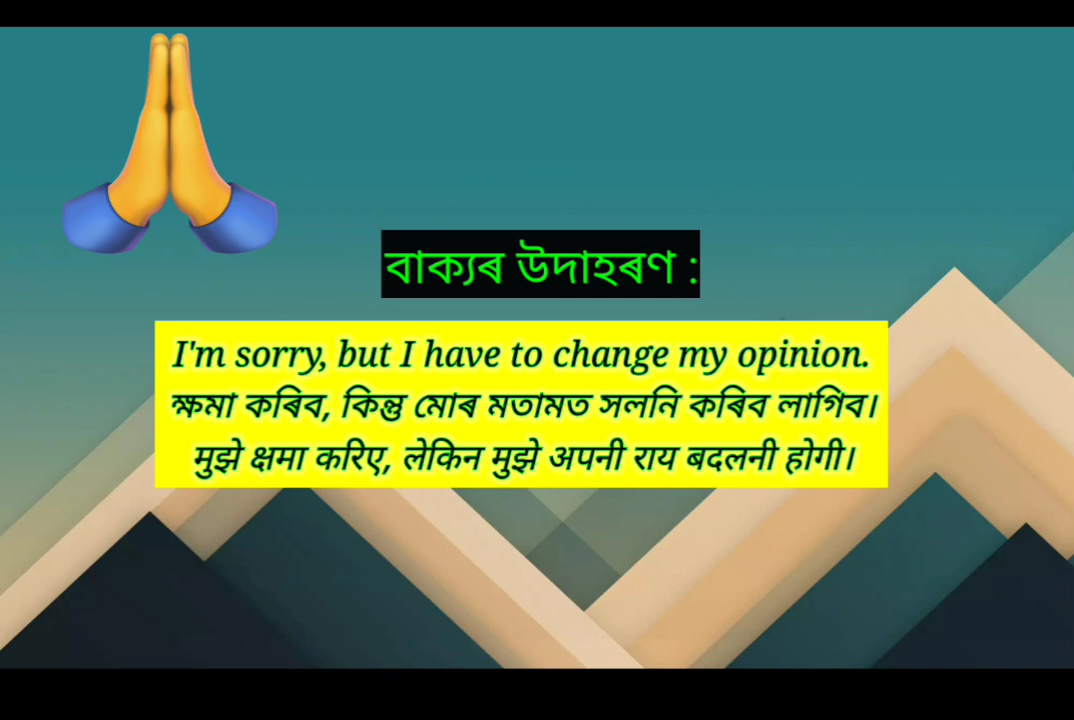 বাক্যৰ উদাহৰণ :
I'm sorry, but I have to change my opinion.
ক্ষমা কৰিব, কিন্তু মোৰ মতামত সলনি কৰিব লাগিব।
मुझे क्षमा करिए, लेकिन मुझे अपनी राय बदलनी होगी।